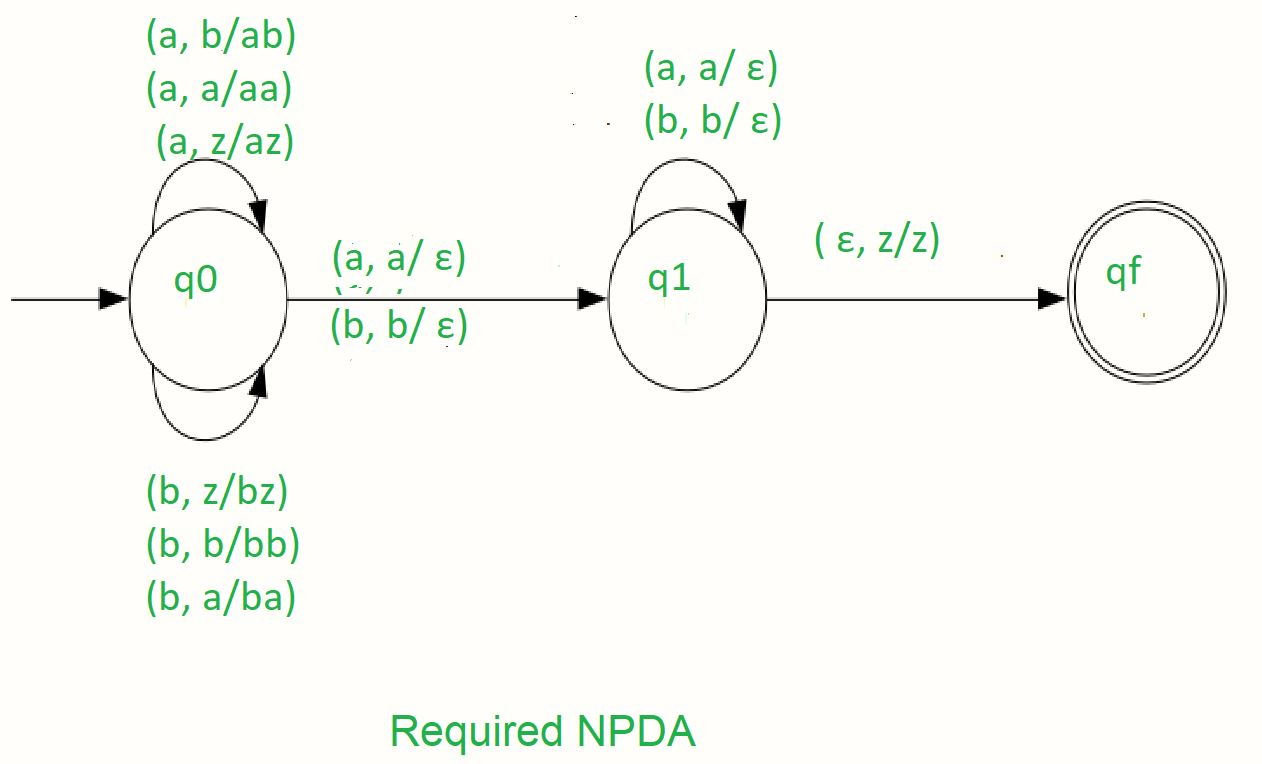 (a, b/ab)
(a, a/aa)
(a, z/az)
(a, a/ ε)
(b, b/ ε)
( ε, z/z)
q0
(a, a/ ε)
(b, b/ ε)
q1
qf
(b, z/bz)
(b, b/bb)
(b, a/ba)
Required NPDA